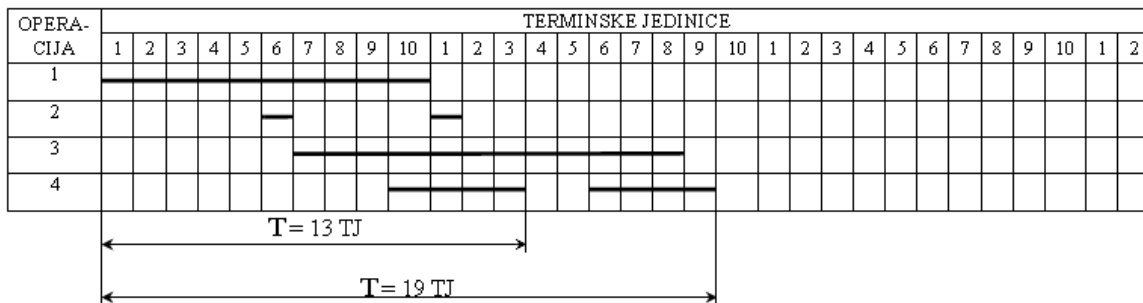 OPERA-
CIJA
TERMINSKE JEDINICE
1 2 3 4 5 6 7 8 9 10 1 2 3 4 5 6 7 8 9 10 1 2 3 4 5 6 7 8 9 10 1 2
1
2
3
4
T= 13 TJ
T= 19 TJ